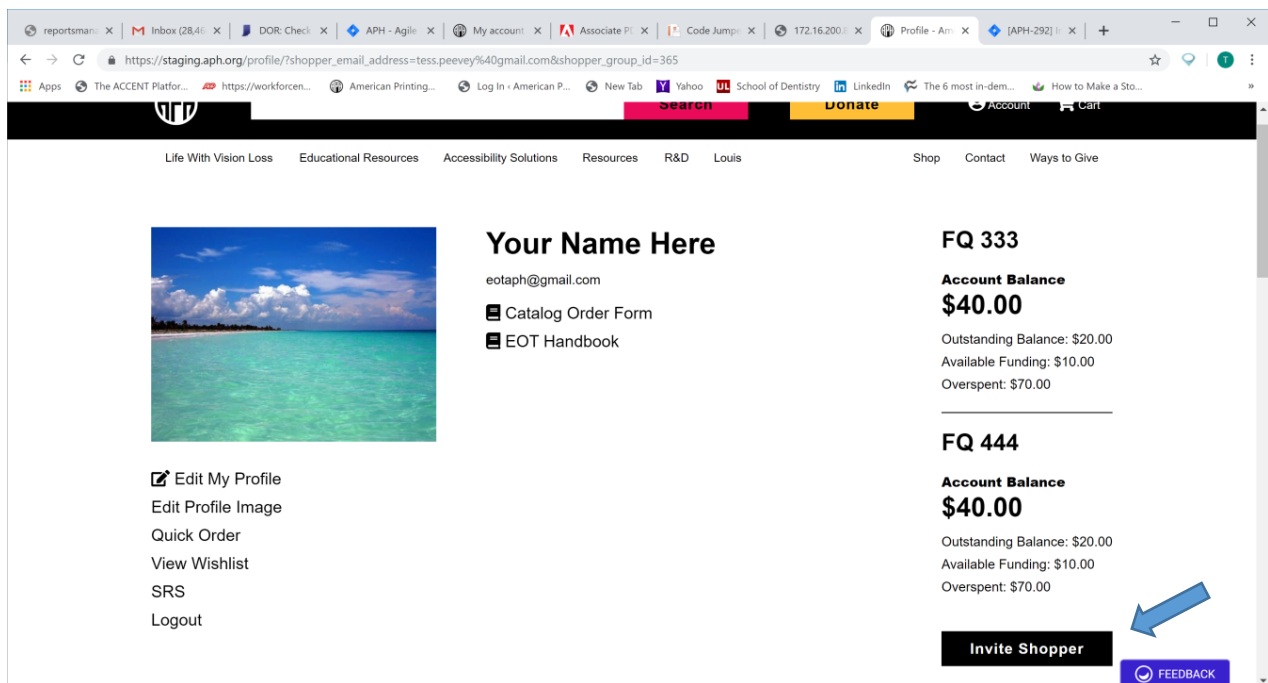 reportsman
Inbox (28,46
DOR: Check
APH - Agile
My account
Associate PD
Code Jumpe
172.16.200.8
Profile - Am
[APH-292] I
https://staging.aph.org/profile/?shopper_email_address=tess.peevey%40gmail.com&shopper_group_id=365
T
Apps
The ACCENT Platfor...
https://workforcen...
American Printing...
Log In ‹ American P...
New Tab
Yahoo
School of Dentistry
LinkedIn
The 6 most in-dem...
How to Make a Sto...
»
Search
Donate
Account
Cart
Life With Vision Loss
Educational Resources
Accessibility Solutions
Resources
R&D
Louis
Shop
Contact
Ways to Give
Your Name Here
eotaph@gmail.com
Catalog Order Form
EOT Handbook
Edit My Profile
Edit Profile Image
Quick Order
View Wishlist
SRS
Logout
FQ 333
Account Balance
$40.00
Outstanding Balance: $20.00
Available Funding: $10.00
Overspent: $70.00
FQ 444
Account Balance
$40.00
Outstanding Balance: $20.00
Available Funding: $10.00
Overspent: $70.00
Invite Shopper
FEEDBACK